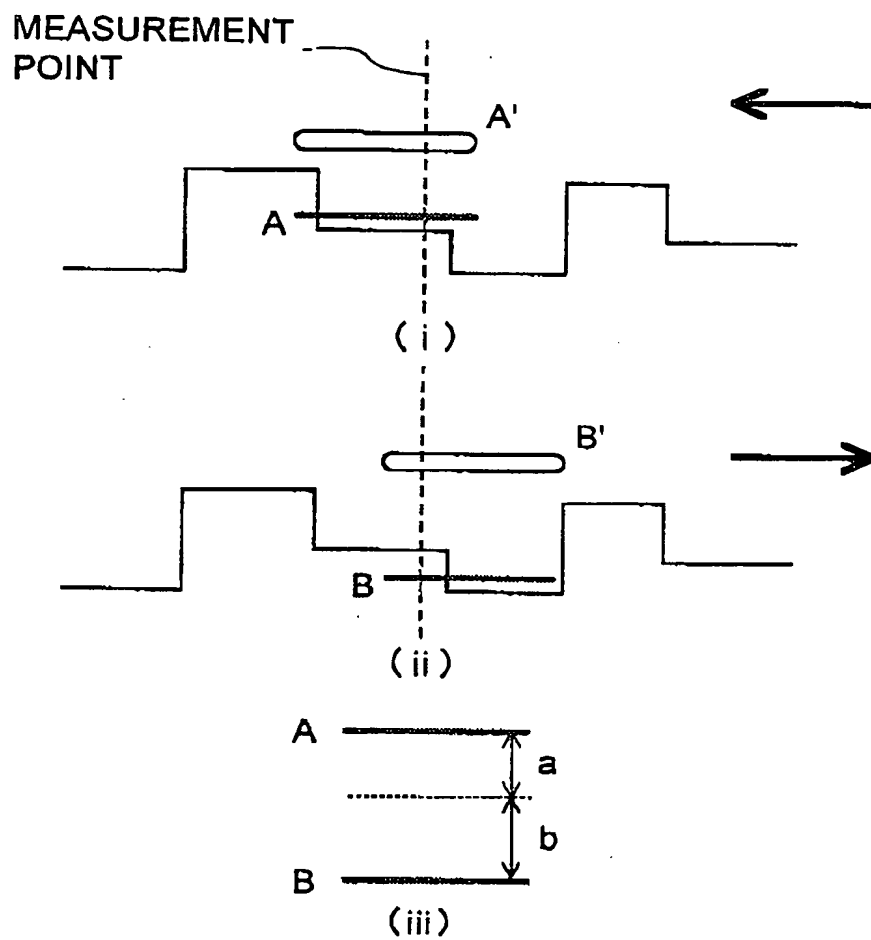 MEASUREMENT
POINT
A'
A
( i )
B'
B
( ii )
A
a
b
B
( iii )